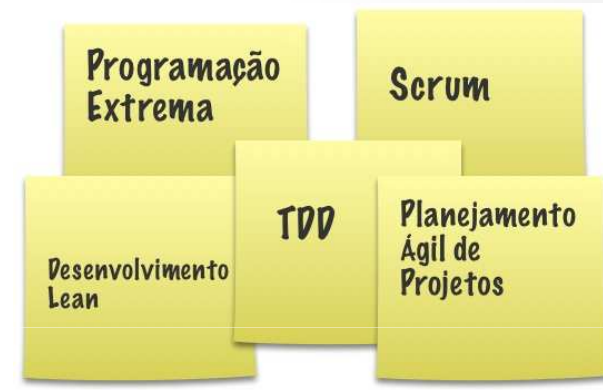 Programação
Extrema
Scrum
TDD
Desenvolvimento
Lean
Planejamento
Ágil de
Projetos